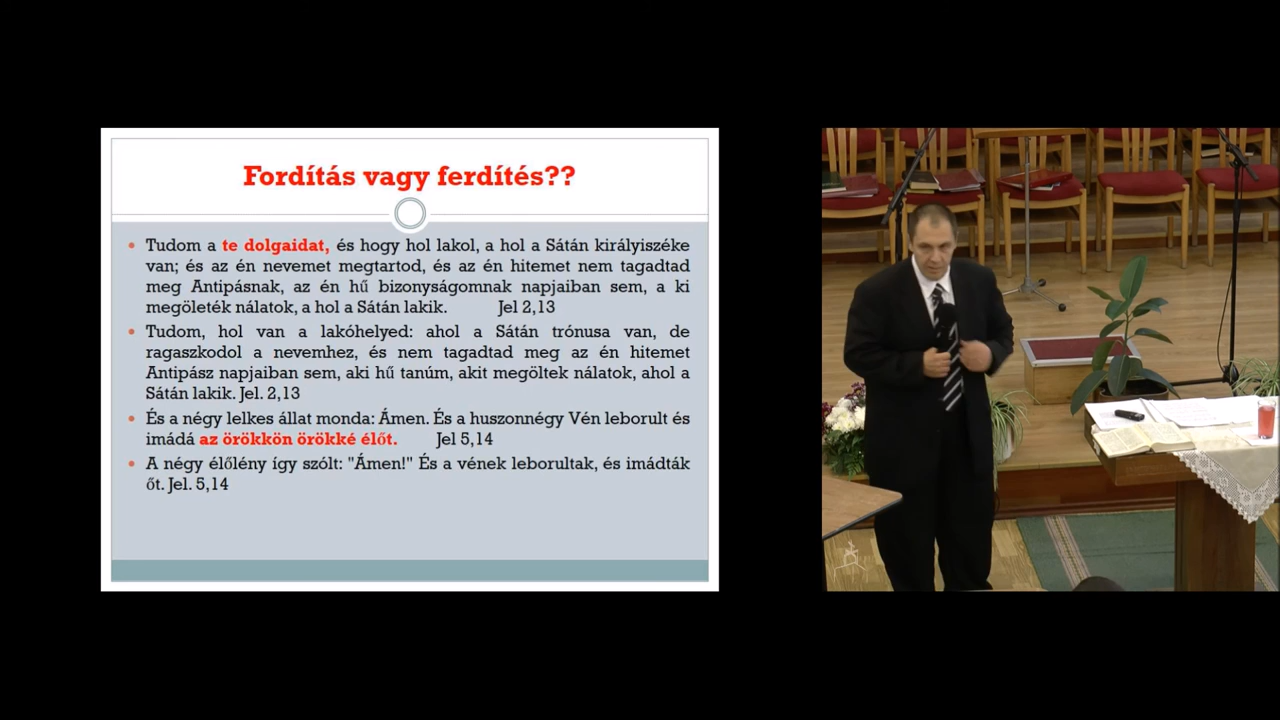 Fordítás vagy ferdítés??
Tudom a te dolgaidat, és hogy hol lakol, a hol a Sátán királyiszéke
van; és az én nevemet megtartod, és az én hitemet nem tagadtad
meg Antipásnak, az én hű bizonyságomnak napjaiban sem, a ki
megöleték nálatok, a hol a Sátán lakik. Jel 2,13
Tudom, hol van a lakóhelyed: ahol a Sátán trónusa van, de
ragaszkodol a nevemhez, és nem tagadtad meg az én hitemet
Antipász napjaiban sem, aki hű tanúm, akit megöltek nálatok, ahol a
Sátán lakik. Jel. 2,13
És a négy lelkes állat monda: Ámen. És a huszonnégy Vén leborult és
imádá az örökkön örökké élőt. Jel 5,14
A négy élőlény így szólt: "Ámen!" És a vének leborultak, és imádták
őt. Jel. 5,14